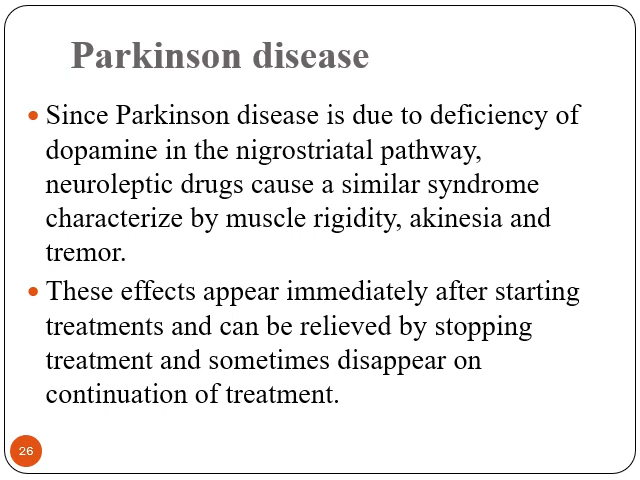 Parkinson disease
• Since Parkinson disease is due to deficiency of
dopamine in the nigrostriatal pathway,
neuroleptic drugs cause a similar syndrome
characterize by muscle rigidity, akinesia and
tremor.
• These effects appear immediately after starting
treatments and can be relieved by stopping
treatment and sometimes disappear on
continuation of treatment.
26